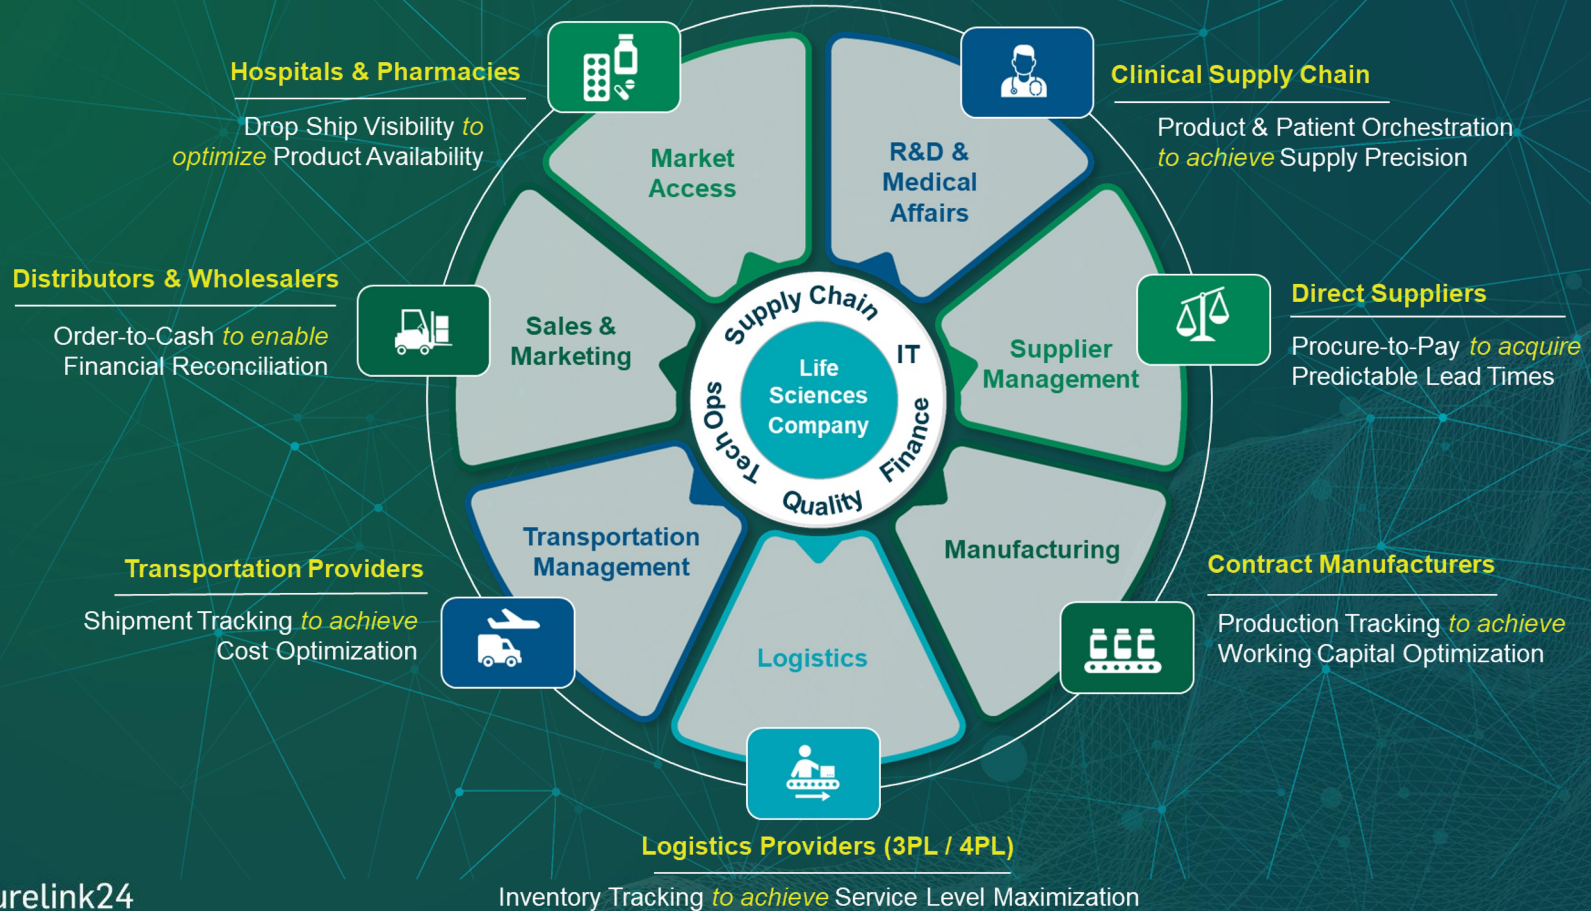 Hospitals & Pharmacies
Drop Ship Visibility to
optimize Product Availability
Clinical Supply Chain
Product & Patient Orchestration
to achieve Supply Precision
Market
Access
R&D &
Medical
Affairs
Distributors & Wholesalers
Order-to-Cash to enable
Financial Reconciliation
Sales &
Marketing
Supply Chain
IT
Finance
Quality
Tech Ops
Life
Sciences
Company
Supplier
Management
Direct Suppliers
Procure-to-Pay to acquire
Predictable Lead Times
Transportation
Management
Manufacturing
Transportation Providers
Shipment Tracking to achieve
Cost Optimization
Contract Manufacturers
Production Tracking to achieve
Working Capital Optimization
Logistics
Logistics Providers (3PL / 4PL)
Inventory Tracking to achieve Service Level Maximization
urelink24